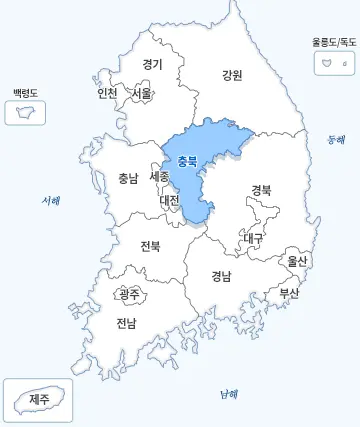 울릉도/독도
경기
강원
백령도
인천
서울
동해
충북
충남
세종
경북
서해
대전
전북
대구
울산
경남
광주
부산
전남
남해
제주